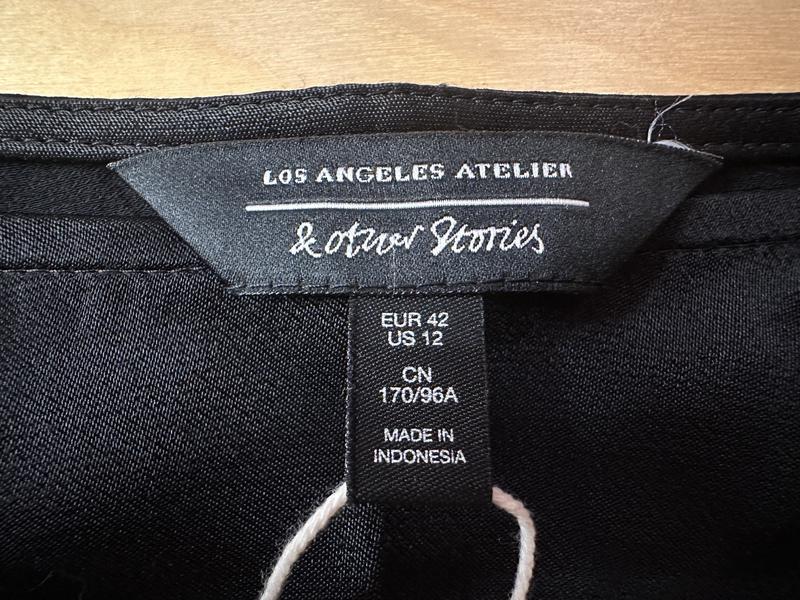 LOS ANGELES ATELIER
& other Stories
EUR 42
US 12
CN
170/96A
MADE IN
INDONESIA